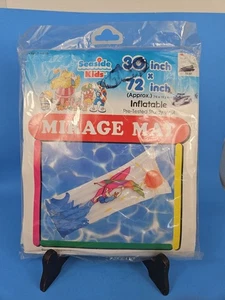 Seaside
Kids
30 inch
x
72 inch
(Approx.)
Inflatable
MIRAGE MAT